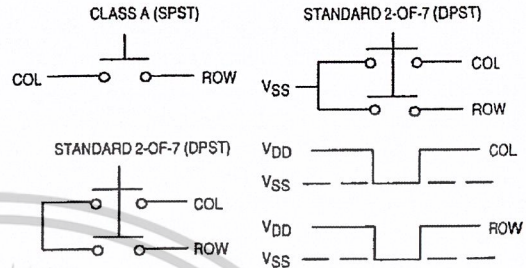 CLASS A (SPST)
COL
ROW
STANDARD 2-OF-7 (DPST)
VSS
COL
ROW
STANDARD 2-OF-7 (DPST)
COL
ROW
VDD
COL
VSS
VDD
ROW
VSS